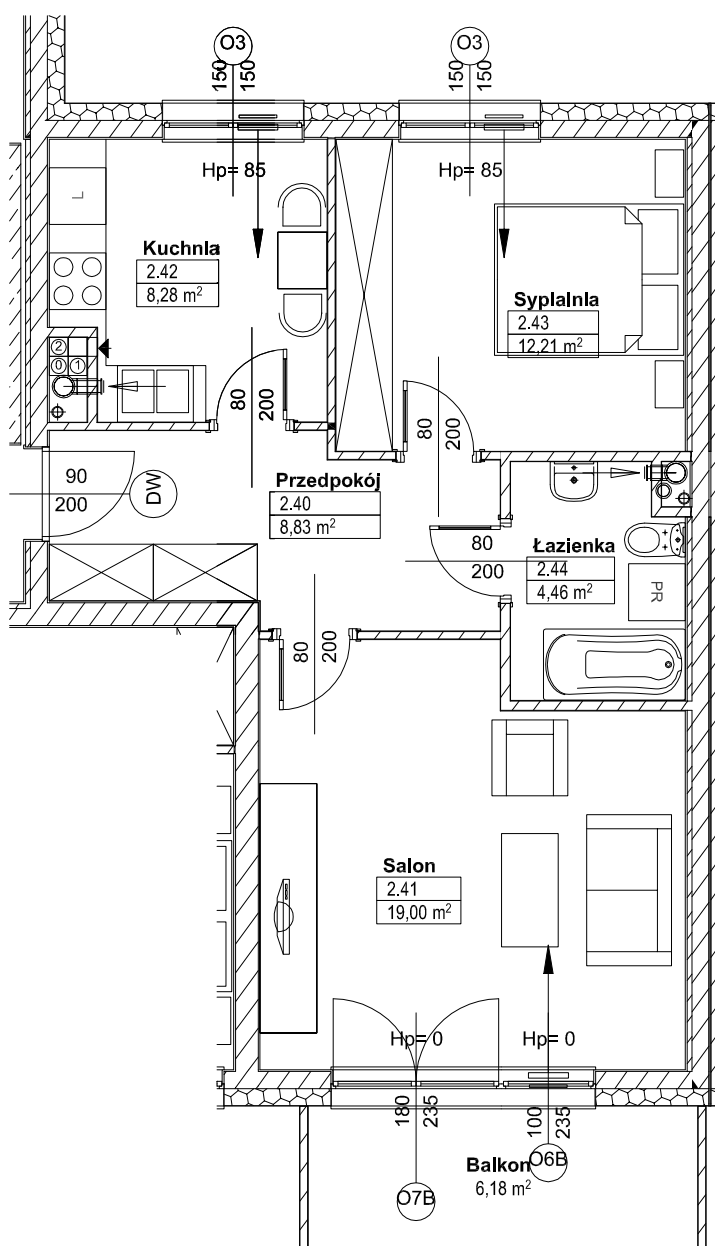 O3
O3
150
150
150
150
Hp= 85
Hp= 85
L
Kuchnia
2.42
8,28 m²
Syplalnla
2.43
12,21 m²
2
0
1
80
200
80
200
90
200
DW
Przedpokój
2.40
8,83 m²
80
200
Łazienka
2.44
4,46 m²
PR
80
200
Salon
2.41
19,00 m²
Hp= 0
Hp= 0
180
235
100
235
Balkon
6,18 m²
O6B
O7B